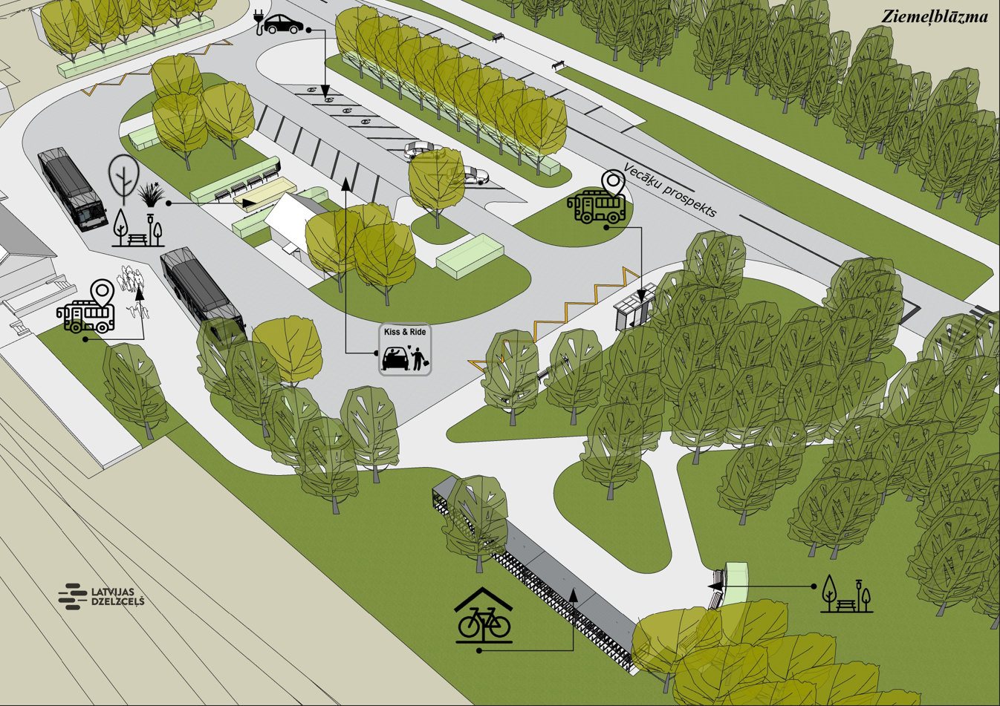 Ziemeļblāzma
Vecāķu prospekts
Kiss & Ride
LATVIJAS
DZELZCEĻŠ